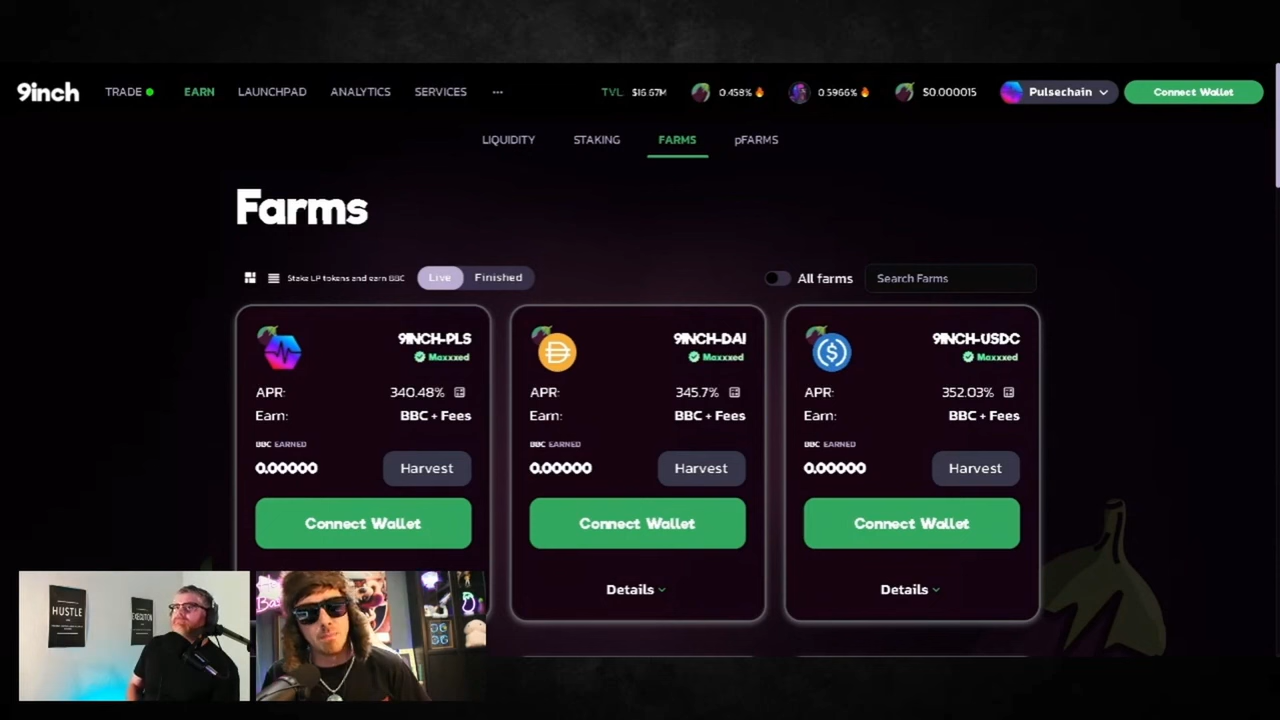 9inch TRADE EARN LAUNCHPAD ANALYTICS SERVICES ... TVL: $16.67M 0.458% 0.5966% $0.000015 Pulsechain Connect Wallet
LIQUIDITY STAKING FARMS pFARMS
Farms
Stake LP tokens and earn BBC Live Finished All farms Search Farms
9INCH-PLS
Maxxxed
APR: 340.48%
Earn: BBC + Fees
BBC EARNED
0.00000 Harvest
Connect Wallet
9INCH-DAI
Maxxxed
APR: 345.7%
Earn: BBC + Fees
BBC EARNED
0.00000 Harvest
Connect Wallet
Details
9INCH-USDC
Maxxxed
APR: 352.03%
Earn: BBC + Fees
BBC EARNED
0.00000 Harvest
Connect Wallet
Details
HUSTLE
EXECUTION